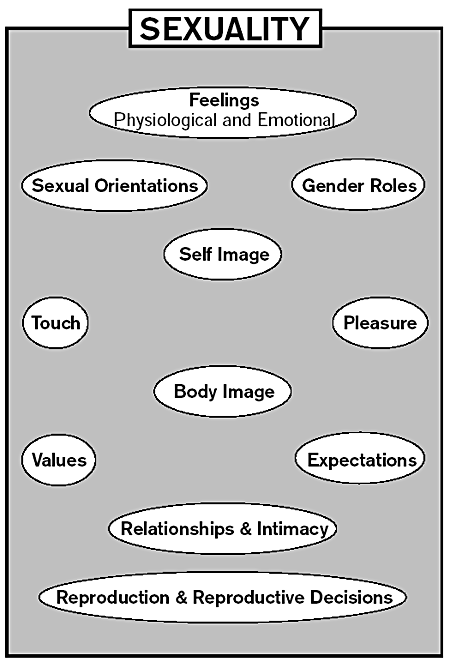 SEXUALITY
Feelings
Physiological and Emotional
Sexual Orientations
Gender Roles
Self Image
Touch
Pleasure
Body Image
Values
Expectations
Relationships & Intimacy
Reproduction & Reproductive Decisions